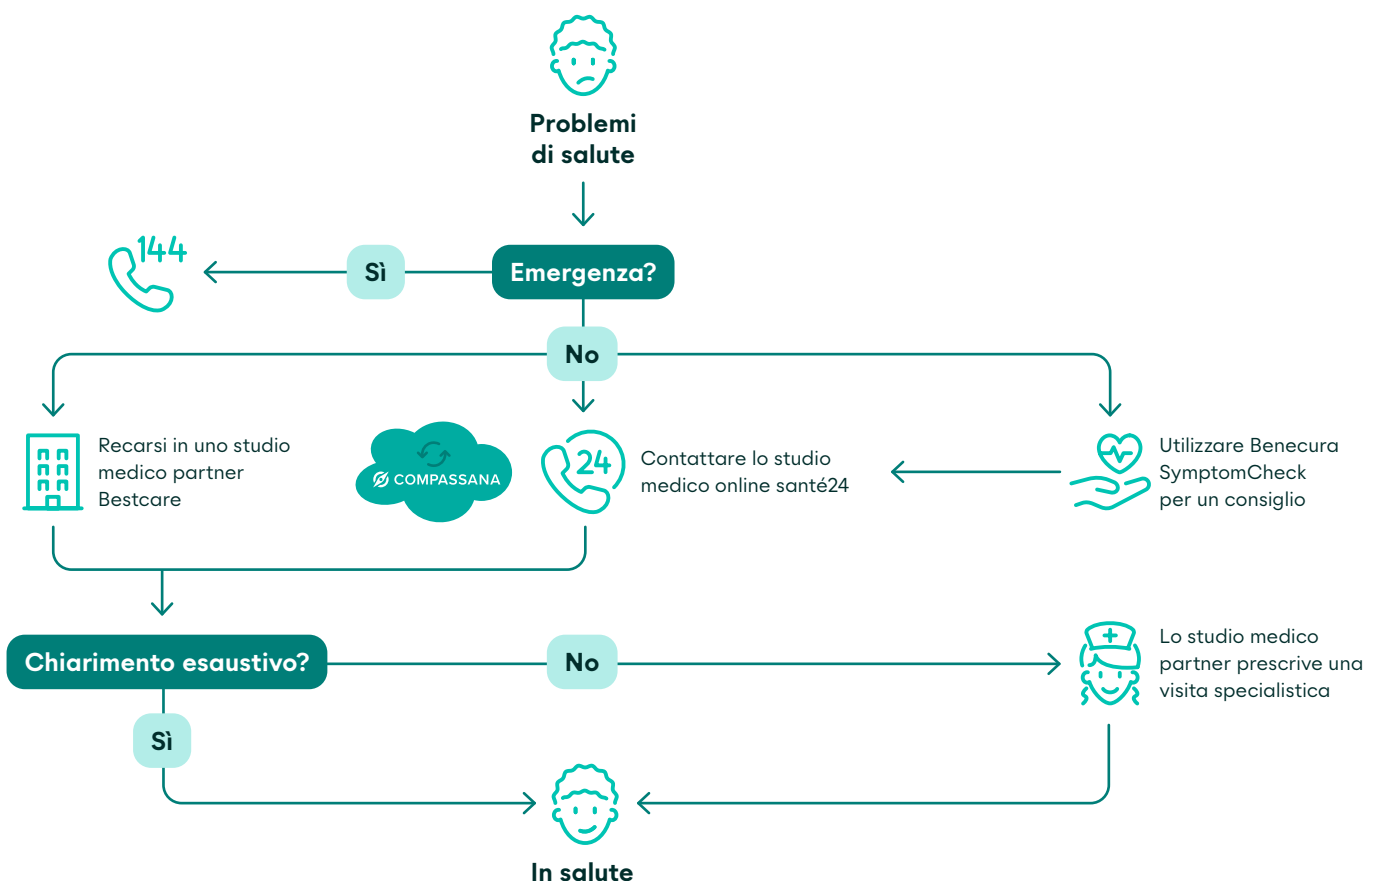 Problemi
di salute
144
Sì
Emergenza?
No
Recarsi in uno studio
medico partner
Bestcare
COMPASSANA
24
Contattare lo studio
medico online santé24
Utilizzare Benecura
SymptomCheck
per un consiglio
Chiarimento esaustivo?
No
Lo studio medico
partner prescrive una
visita specialistica
Sì
In salute